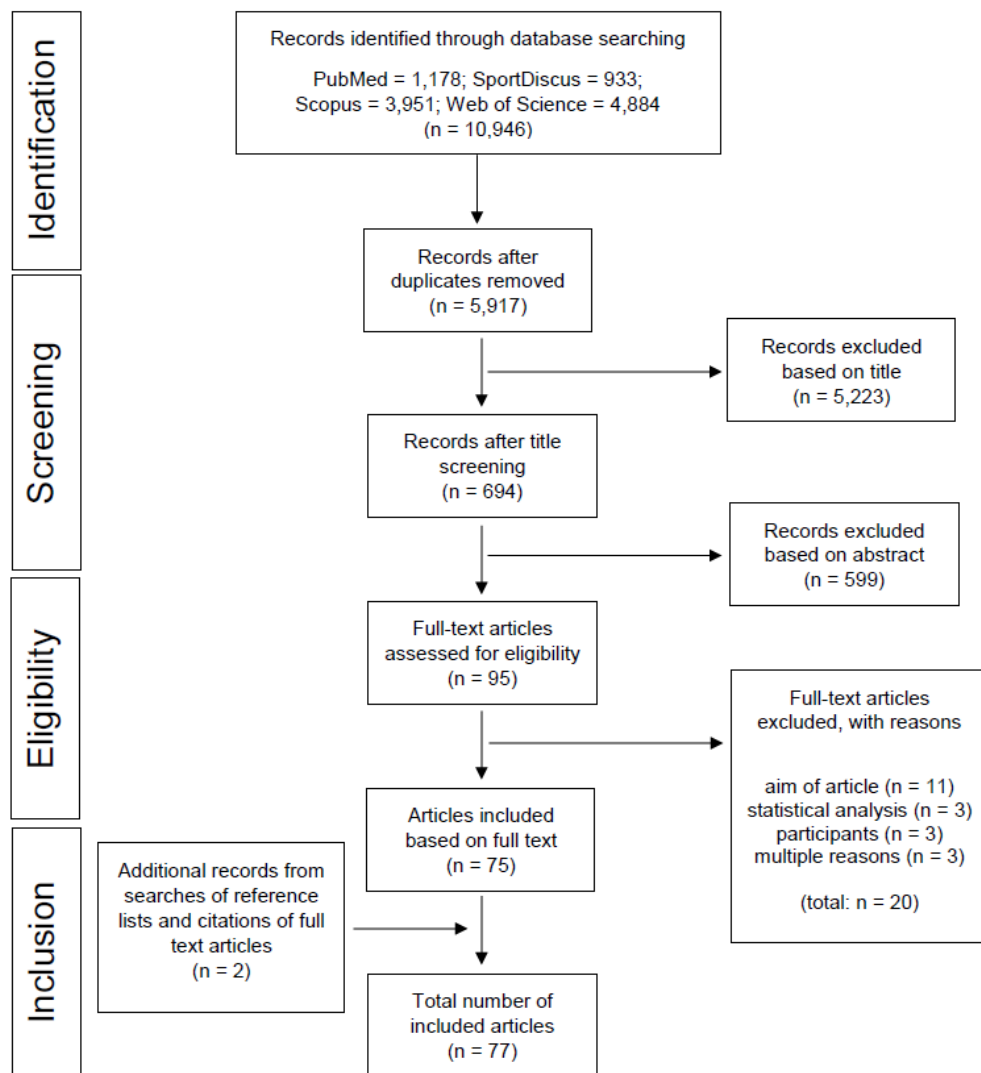 Identification
Records identified through database searching
PubMed = 1,178; SportDiscus = 933;
Scopus = 3,951; Web of Science = 4,884
(n = 10,946)
Records after
duplicates removed
(n = 5,917)
Screening
Records excluded
based on title
(n = 5,223)
Records after title
screening
(n = 694)
Records excluded
based on abstract
(n = 599)
Eligibility
Full-text articles
assessed for eligibility
(n = 95)
Full-text articles
excluded, with reasons
aim of article (n = 11)
statistical analysis (n = 3)
participants (n = 3)
multiple reasons (n = 3)
(total: n = 20)
Articles included
based on full text
(n = 75)
Inclusion
Additional records from
searches of reference
lists and citations of full
text articles
(n = 2)
Total number of
included articles
(n = 77)